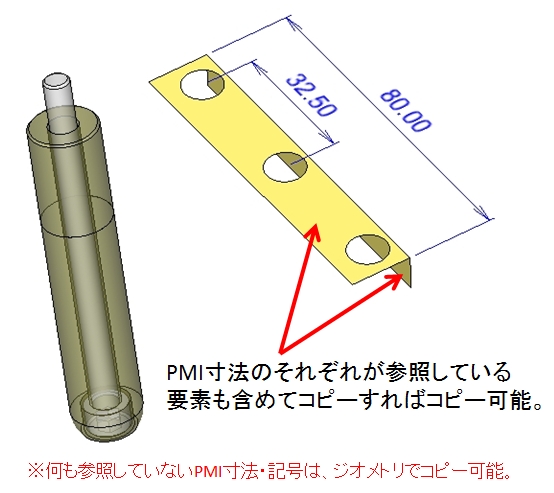 32.50
80.00
PMI寸法のそれぞれが参照している
要素も含めてコピーすればコピー可能。
※何も参照していないPMI寸法・記号は、ジオメトリでコピー可能。